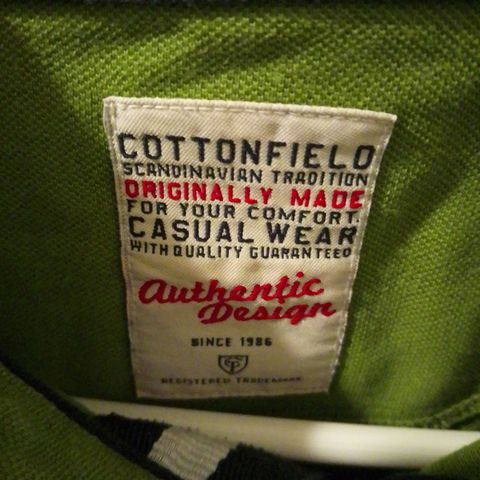 COTTONFIELD
SCANDINAVIAN TRADITION
ORIGINALLY MADE
FOR YOUR COMFORT.
CASUAL WEAR
WITH QUALITY GUARANTEED
Authentic
Design
SINCE 1986
REGISTERED TRADEMARK